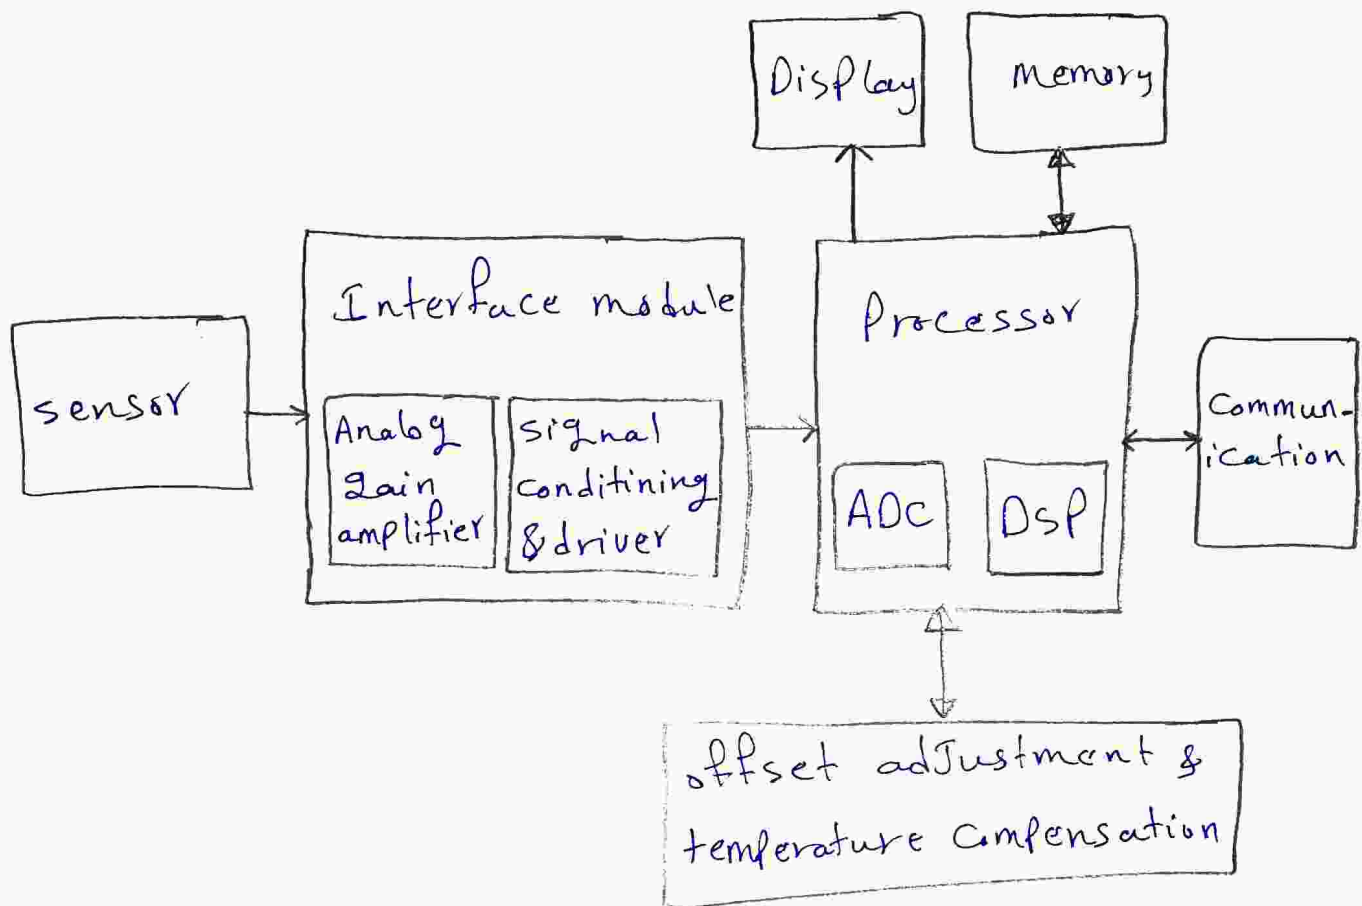 Display
memory
Interface module
Processor
sensor
Analog
gain
amplifier
signal
conditining
& driver
ADC
DSP
Commun-
ication
offset adJustment &
temperature compensation